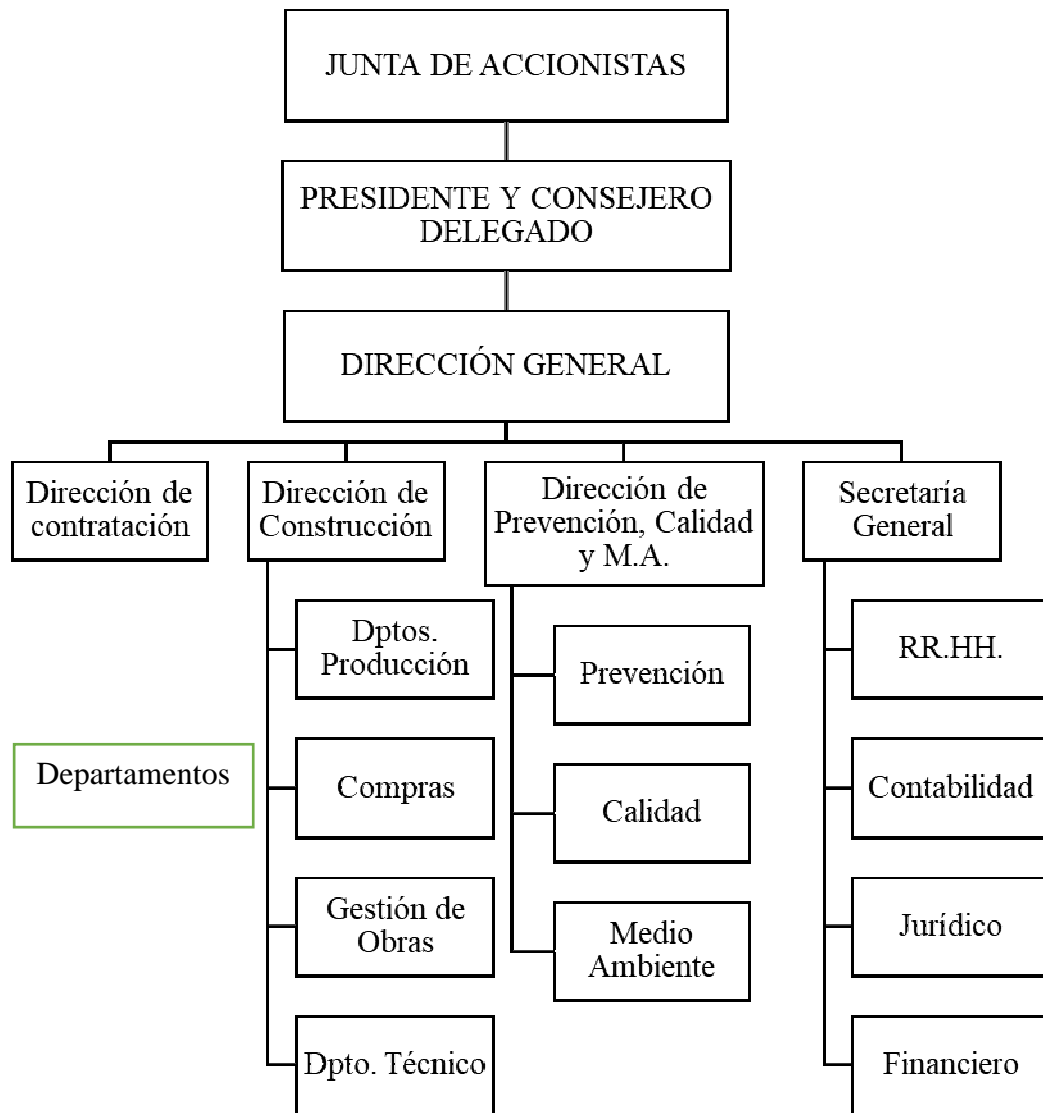 JUNTA DE ACCIONISTAS
PRESIDENTE Y CONSEJERO
DELEGADO
DIRECCIÓN GENERAL
Dirección de
contratación
Dirección de
Construcción
Dptos.
Producción
Compras
Gestión de
Obras
Dpto. Técnico
Dirección de
Prevención, Calidad
y M.A.
Prevención
Calidad
Medio
Ambiente
Secretaría
General
RR.HH.
Contabilidad
Jurídico
Financiero
Departamentos